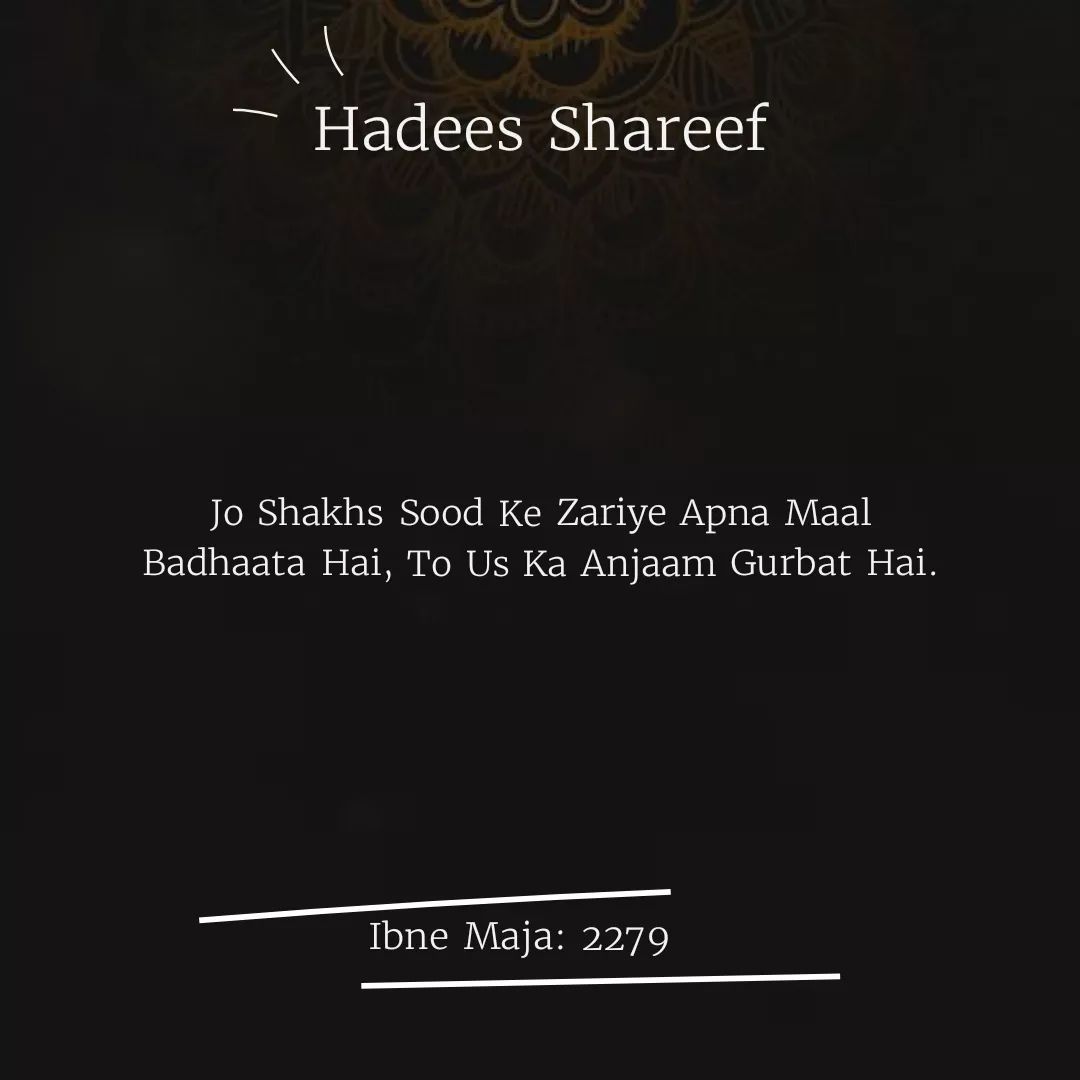 Hadees Shareef
Jo Shakhs Sood Ke Zariye Apna Maal
Badhaata Hai, To Us Ka Anjaam Gurbat Hai.
Ibne Maja: 2279